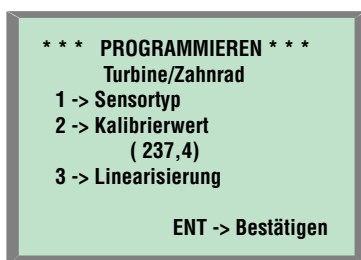 * * * PROGRAMMIEREN * * *
Turbine/Zahnrad
1 -> Sensortyp
2 -> Kalibrierwert
( 237,4)
3 -> Linearisierung
ENT -> Bestätigen